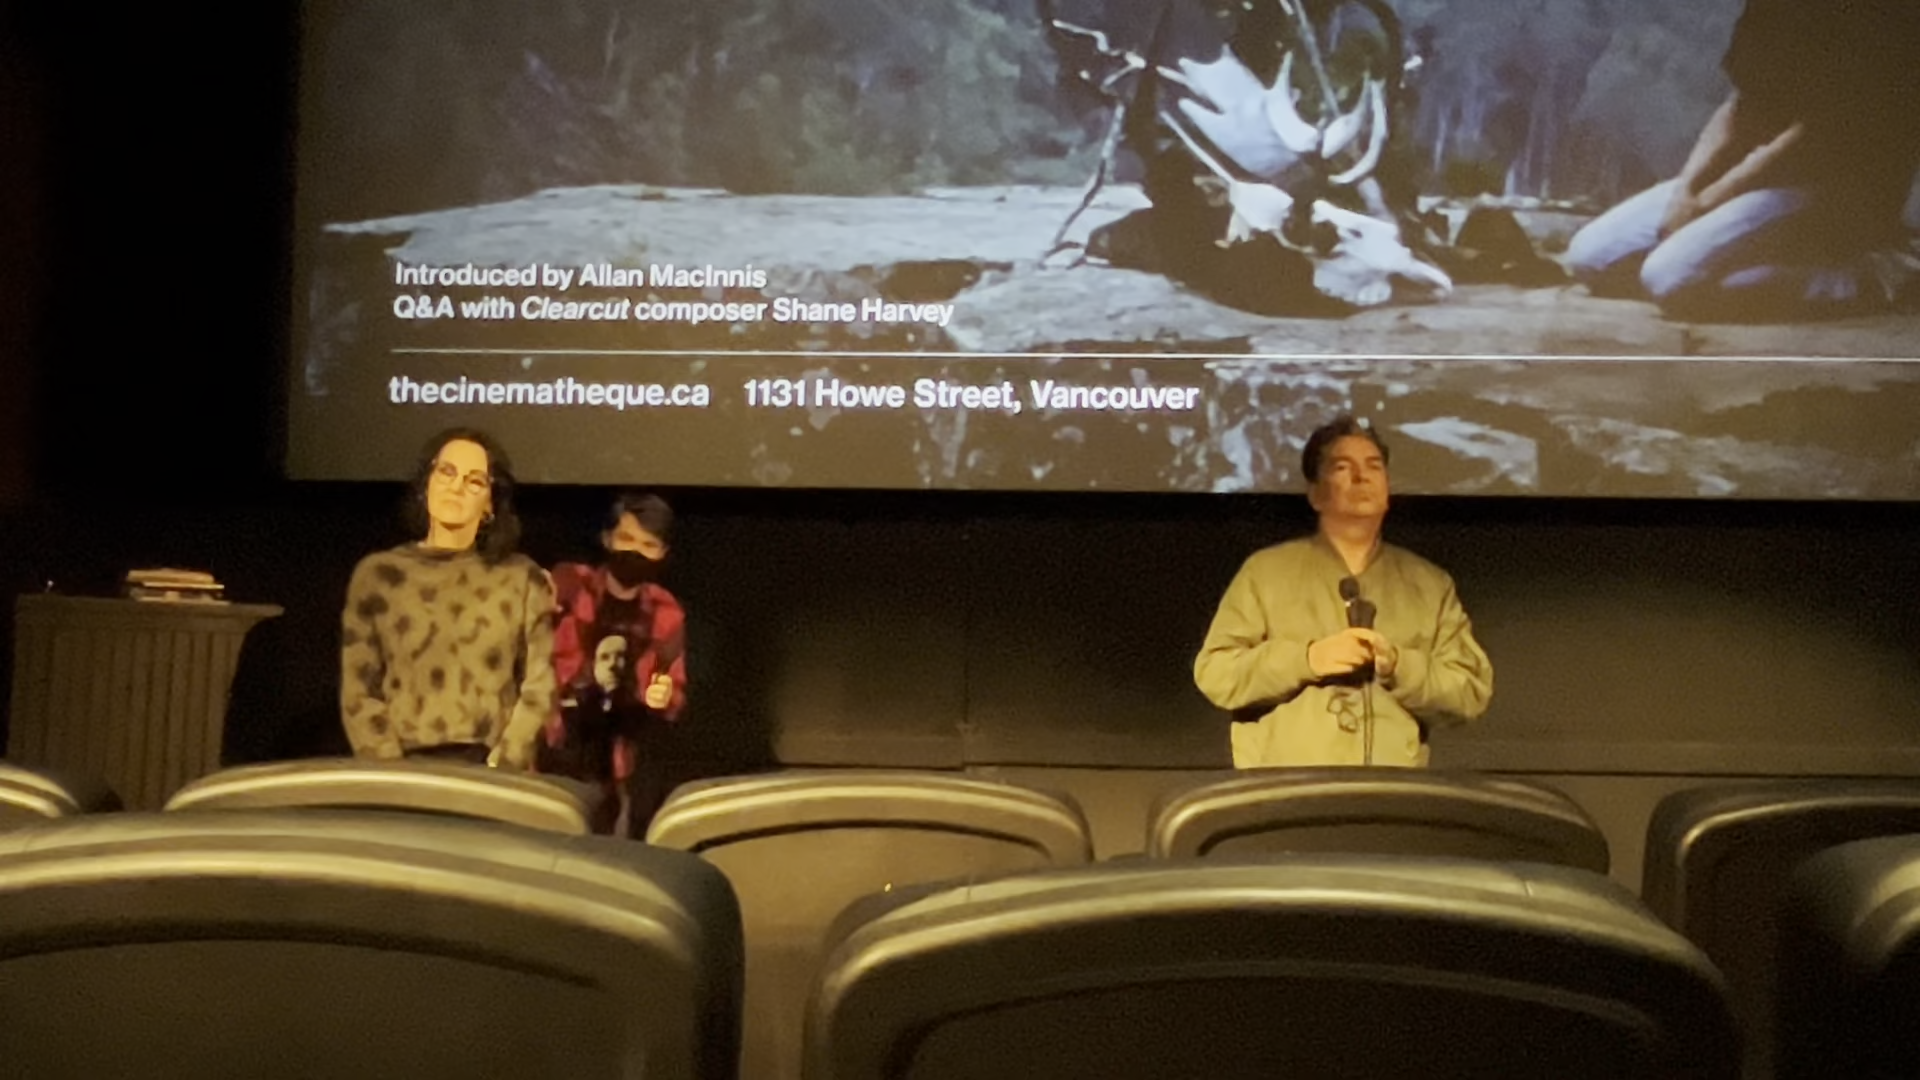 Introduced by Allan MacInnis
Q&A with Clearcut composer Shane Harvey
thecinematheque.ca 1131 Howe Street, Vancouver